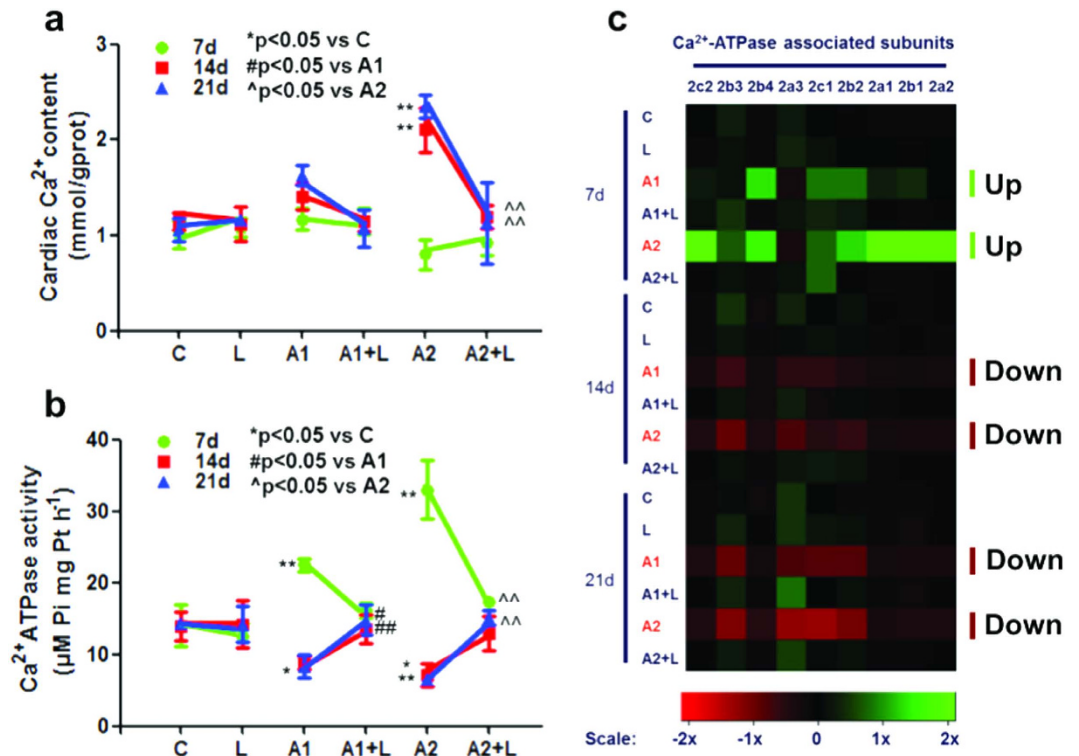 a
3
2
1
0
Cardiac Ca²⁺ content
(mmol/gprot)
7d
14d
21d
*p<0.05 vs C
#p<0.05 vs A1
^p<0.05 vs A2
**
**
^^
^^
C L A1 A1+L A2 A2+L
b
40
30
20
10
0
Ca²⁺ ATPase activity
(µM Pi mg Pt h⁻¹)
7d
14d
21d
*p<0.05 vs C
#p<0.05 vs A1
^p<0.05 vs A2
**
*
#
##
**
*
**
^^
^^
C L A1 A1+L A2 A2+L
c
Ca²⁺-ATPase associated subunits
2c2 2b3 2b4 2a3 2c1 2b2 2a1 2b1 2a2
7d
C
L
A1 Up
A1+L
A2 Up
A2+L
14d
C
L
A1 Down
A1+L
A2 Down
A2+L
21d
C
L
A1 Down
A1+L
A2 Down
A2+L
Scale: -2x -1x 0 1x 2x